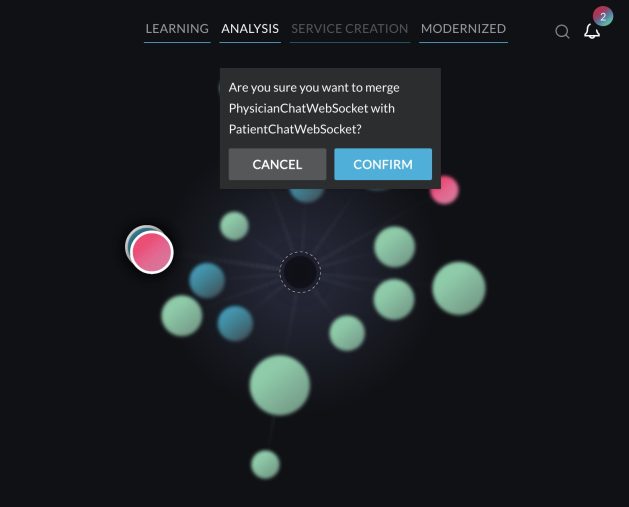 LEARNING ANALYSIS SERVICE CREATION MODERNIZED
2
Are you sure you want to merge
PhysicianChatWebSocket with
PatientChatWebSocket?
CANCEL CONFIRM